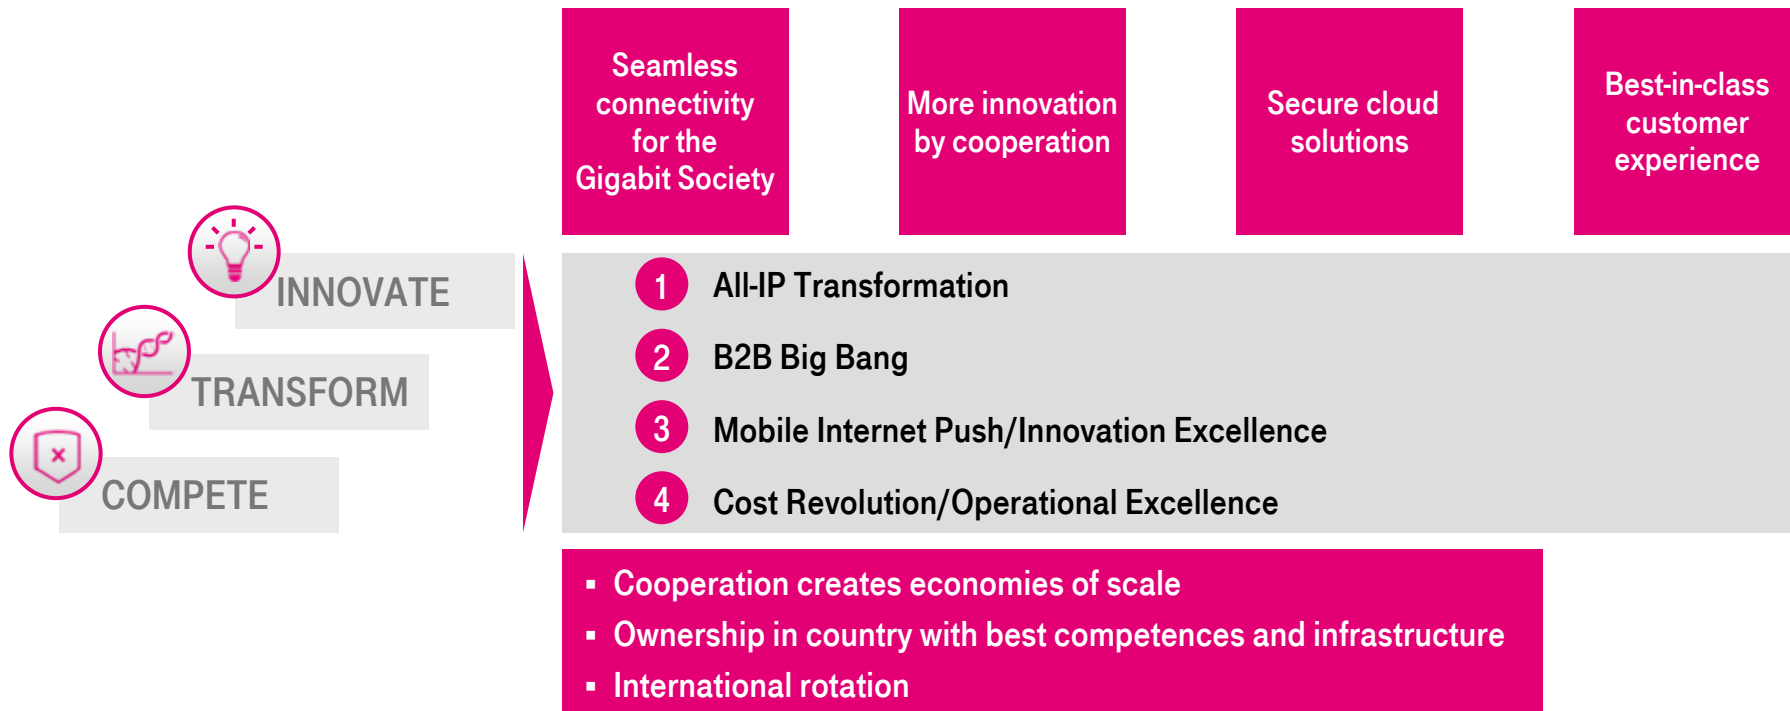 Seamless
connectivity
for the
Gigabit Society
More innovation
by cooperation
Secure cloud
solutions
Best-in-class
customer
experience
INNOVATE
TRANSFORM
COMPETE
1 All-IP Transformation
2 B2B Big Bang
3 Mobile Internet Push/Innovation Excellence
4 Cost Revolution/Operational Excellence
▪ Cooperation creates economies of scale
▪ Ownership in country with best competences and infrastructure
▪ International rotation